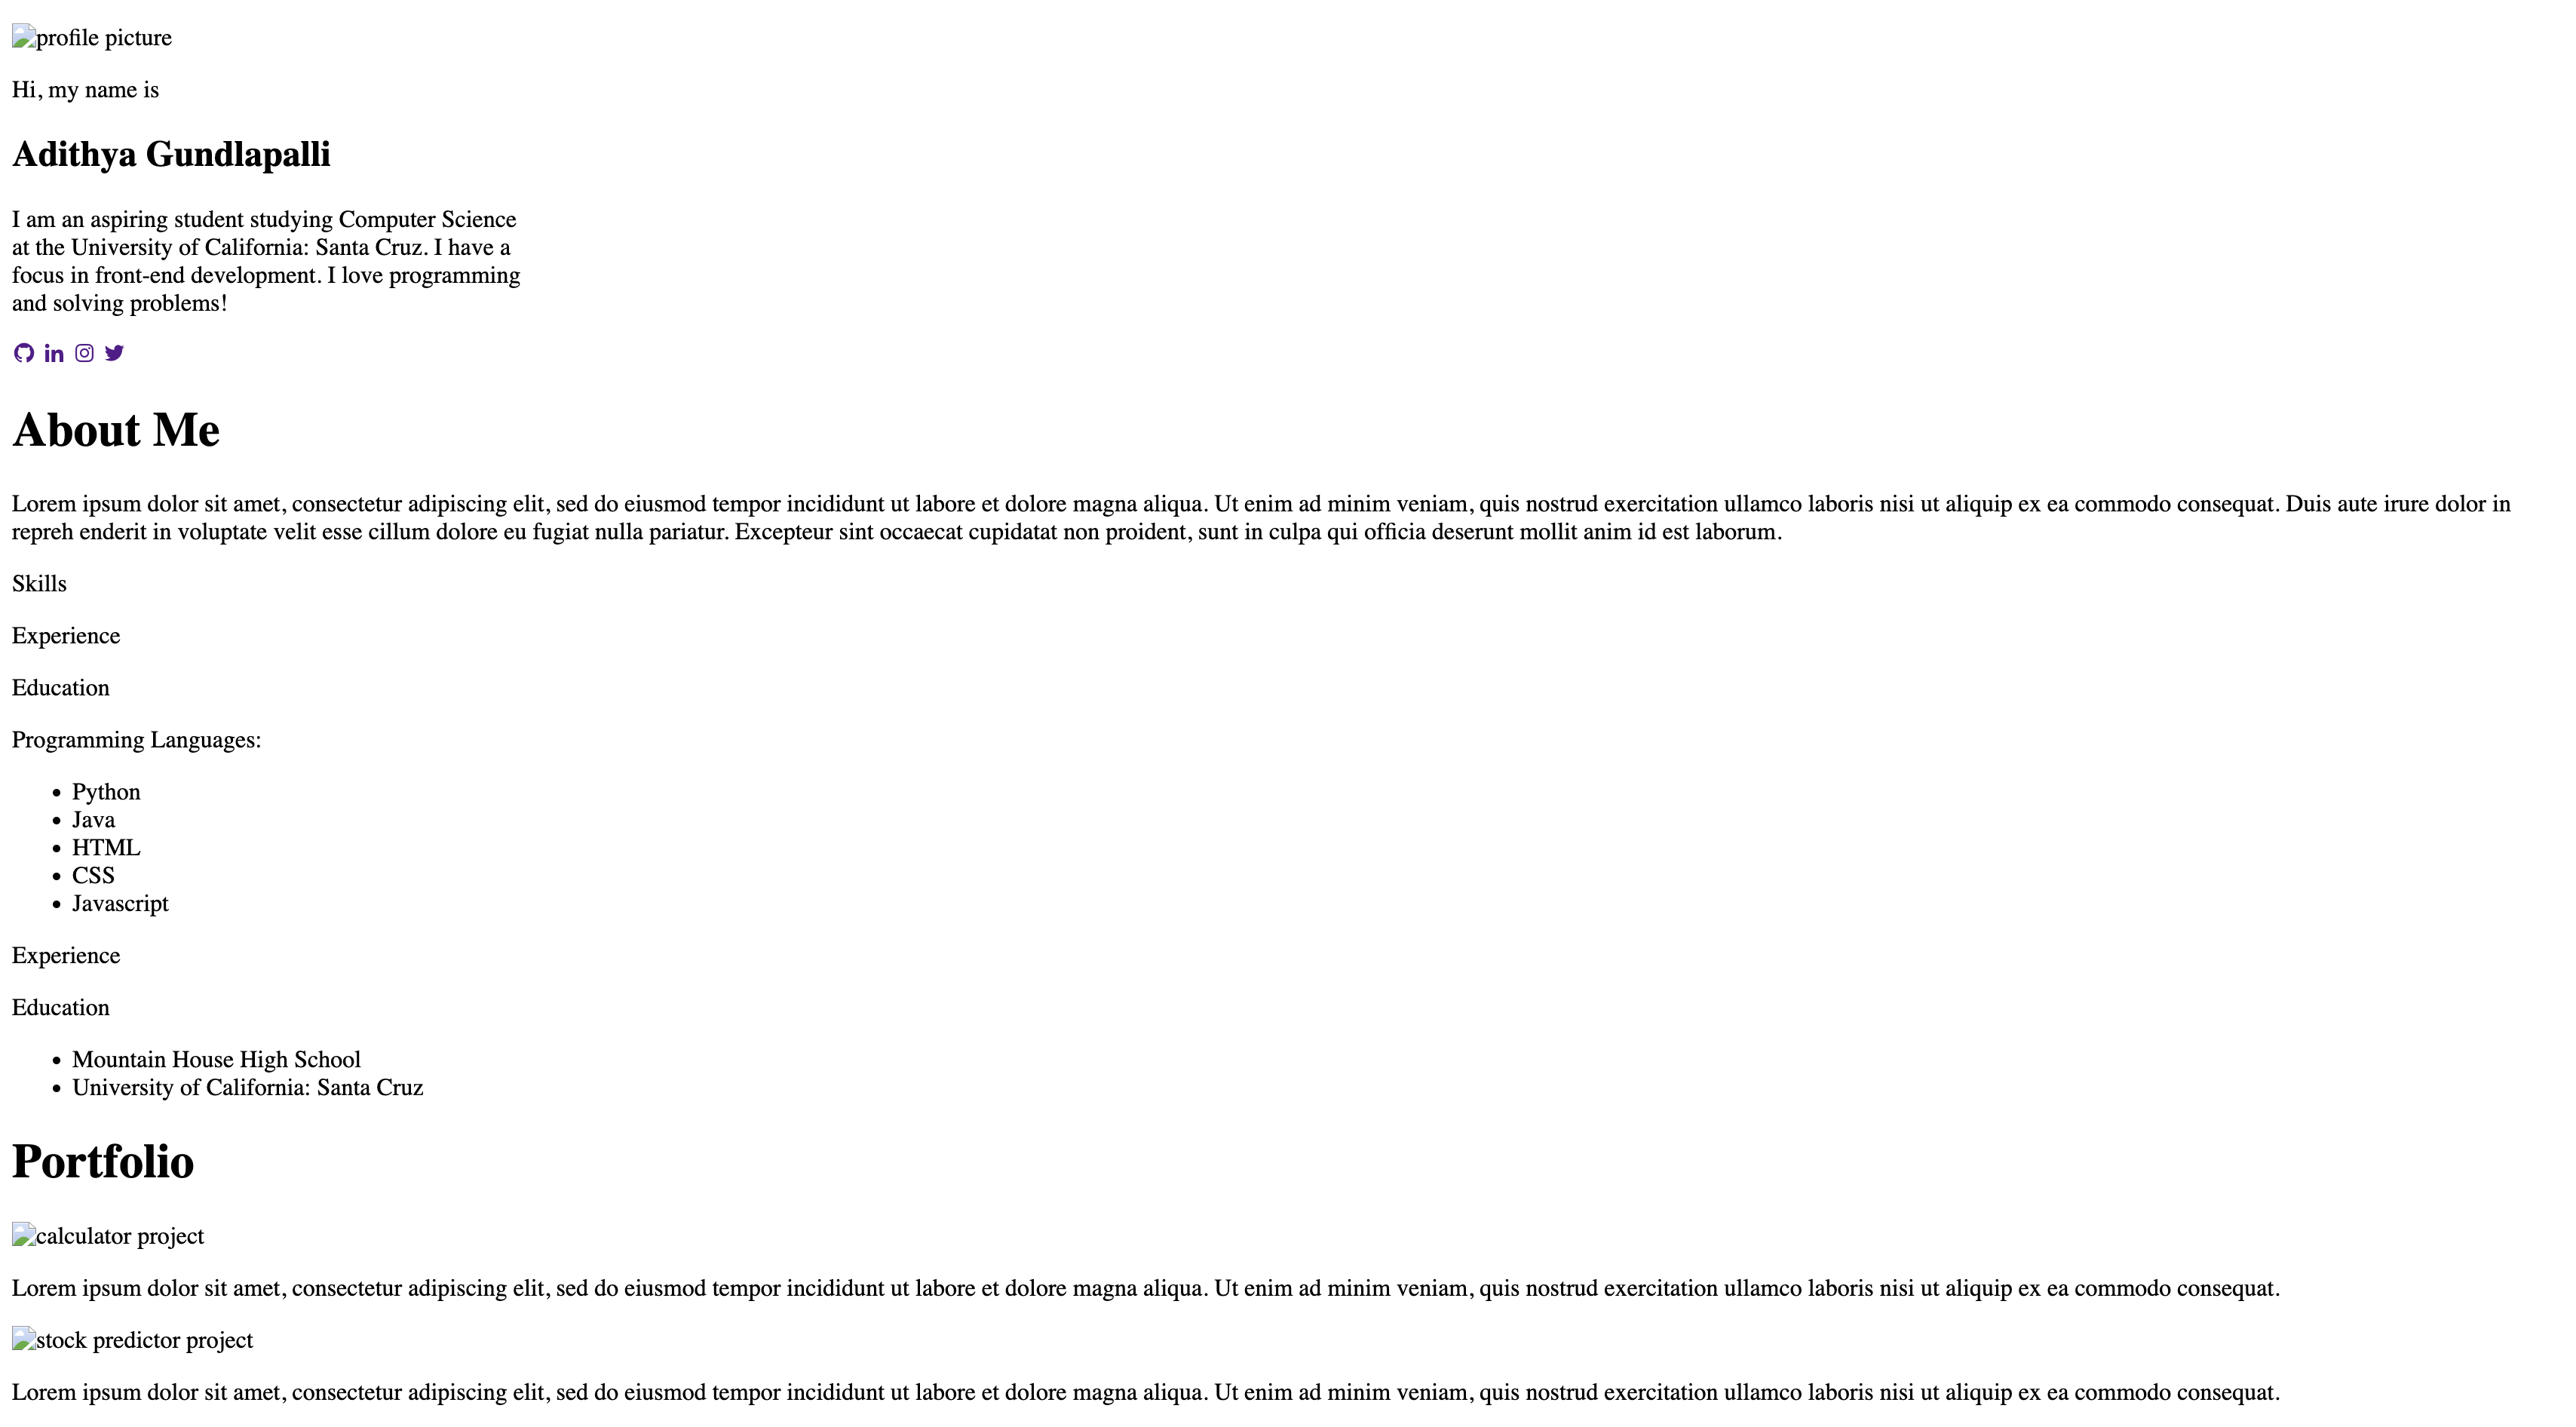 profile picture
Hi, my name is
Adithya Gundlapalli
I am an aspiring student studying Computer Science
at the University of California: Santa Cruz. I have a
focus in front-end development. I love programming
and solving problems!
About Me
Lorem ipsum dolor sit amet, consectetur adipiscing elit, sed do eiusmod tempor incididunt ut labore et dolore magna aliqua. Ut enim ad minim veniam, quis nostrud exercitation ullamco laboris nisi ut aliquip ex ea commodo consequat. Duis aute irure dolor in
repreh enderit in voluptate velit esse cillum dolore eu fugiat nulla pariatur. Excepteur sint occaecat cupidatat non proident, sunt in culpa qui officia deserunt mollit anim id est laborum.
Skills
Experience
Education
Programming Languages:
• Python
• Java
• HTML
• CSS
• Javascript
Experience
Education
• Mountain House High School
• University of California: Santa Cruz
Portfolio
calculator project
Lorem ipsum dolor sit amet, consectetur adipiscing elit, sed do eiusmod tempor incididunt ut labore et dolore magna aliqua. Ut enim ad minim veniam, quis nostrud exercitation ullamco laboris nisi ut aliquip ex ea commodo consequat.
stock predictor project
Lorem ipsum dolor sit amet, consectetur adipiscing elit, sed do eiusmod tempor incididunt ut labore et dolore magna aliqua. Ut enim ad minim veniam, quis nostrud exercitation ullamco laboris nisi ut aliquip ex ea commodo consequat.